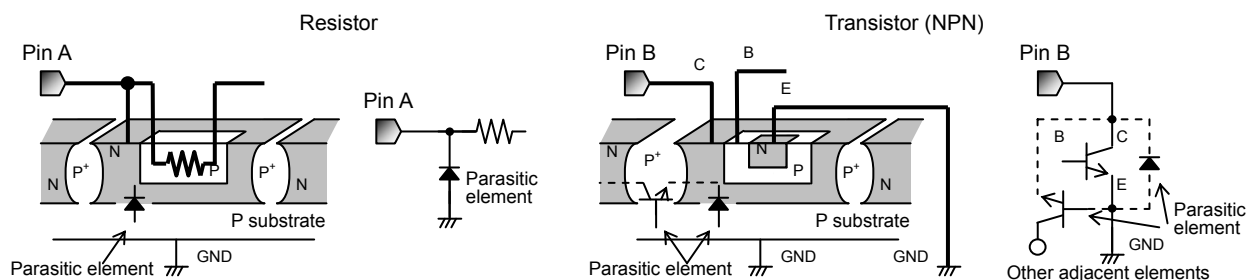 Resistor
Transistor (NPN)
Pin A
N
P+
N
P
P+
N
P substrate
GND
Parasitic element
Pin A
Parasitic
element
Pin B
C
B
E
N
P+
N
P
P+
N
P substrate
GND
Parasitic element
Pin B
B
C
E
Parasitic
element
GND
Other adjacent elements